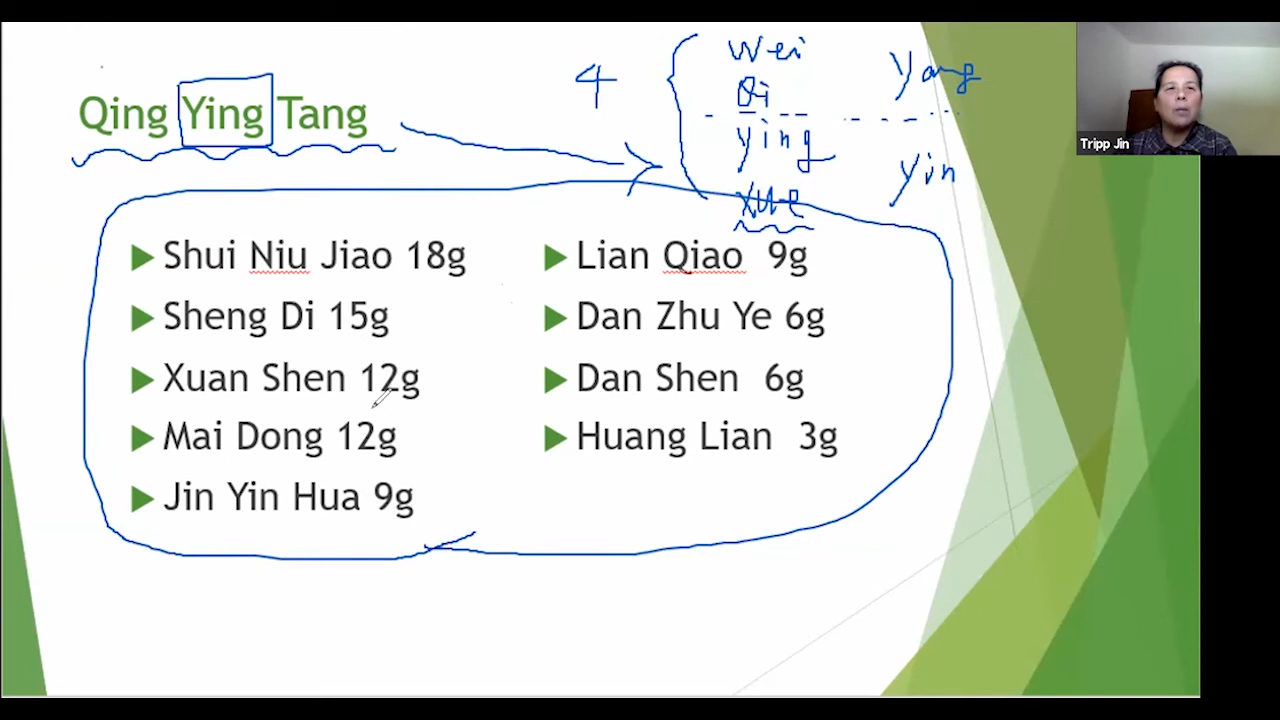 Qing Ying Tang
4
Wei
Qi
Ying
Xue
Yang
Yin
Tripp Jin
Shui Niu Jiao 18g
Sheng Di 15g
Xuan Shen 12g
Mai Dong 12g
Jin Yin Hua 9g
Lian Qiao 9g
Dan Zhu Ye 6g
Dan Shen 6g
Huang Lian 3g